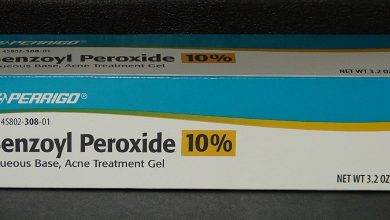 PERRIGO®
45802-308-01
enzoyl Peroxide 10%
ueous Base, Acne Treatment Gel
NET WT 3.2 OZ
PERRIGO®
45802-308-01
enzoyl Peroxide 10%
ueous Base, Acne Treatment Gel
NET WT 3.2 OZ